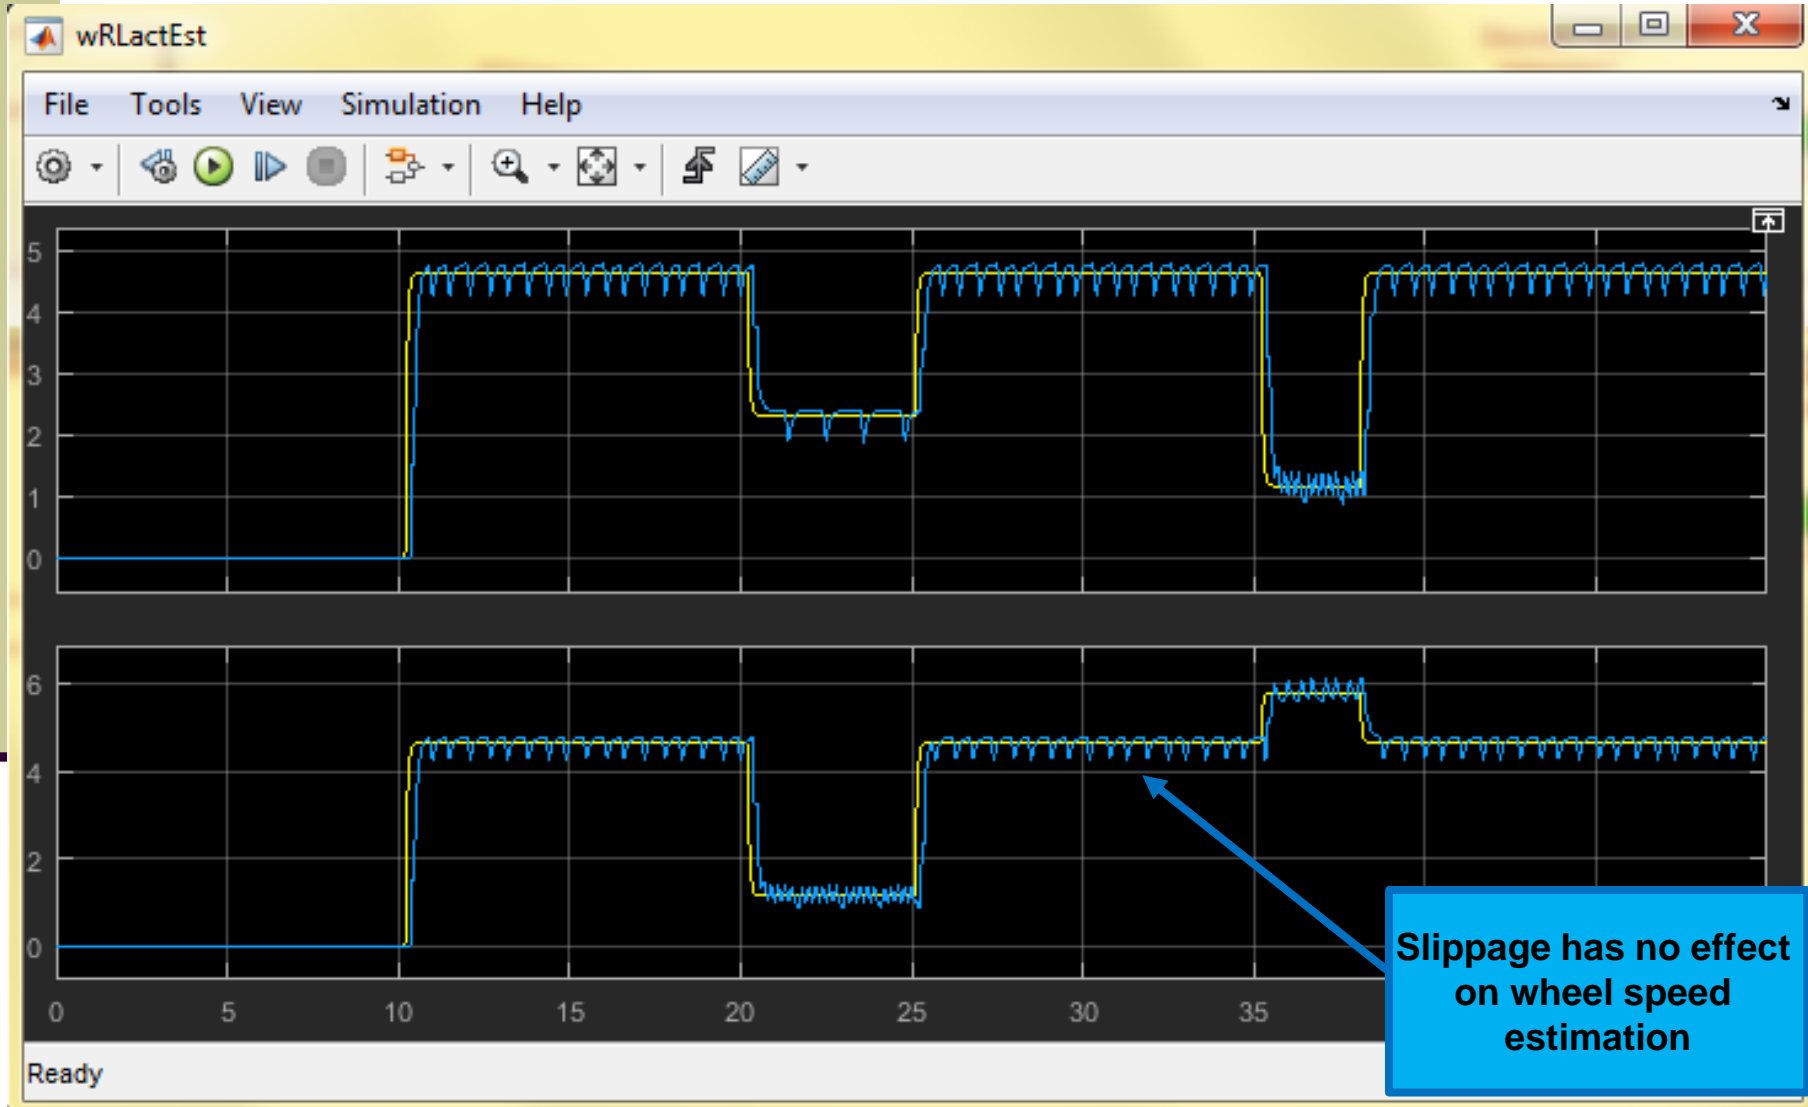 wRLactEst
File Tools View Simulation Help
5
4
3
2
1
0
6
4
2
0
0 5 10 15 20 25 30 35
Slippage has no effect
on wheel speed
estimation
Ready